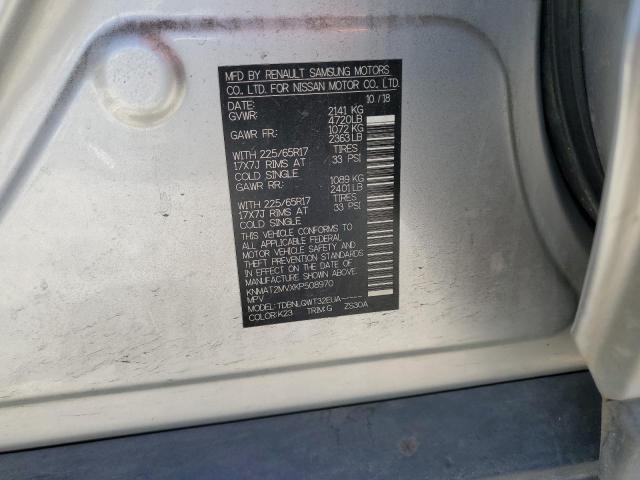 MFD BY RENAULT SAMSUNG MOTORS
CO. LTD. FOR NISSAN MOTOR CO. LTD.
DATE: 10/18
GVWR: 2141 KG
4720LB
GAWR FR: 1072 KG
2363LB
WITH 225/65R17 TIRES
17X7J RIMS AT 33 PSI
COLD SINGLE
GAWR RR: 1089 KG
2401LB
WITH 225/65R17 TIRES
17X7J RIMS AT 33 PSI
COLD SINGLE
THIS VEHICLE CONFORMS TO
ALL APPLICABLE FEDERAL
MOTOR VEHICLE SAFETY AND
THEFT PREVENTION STANDARDS
IN EFFECT ON THE DATE OF
MANUFACTURE SHOWN ABOVE.
KNMAT2MVXKP508970
MPV
MODEL: TDBNLQWT32EUA-----
COLOR:K23 TRIM:G ZS30A